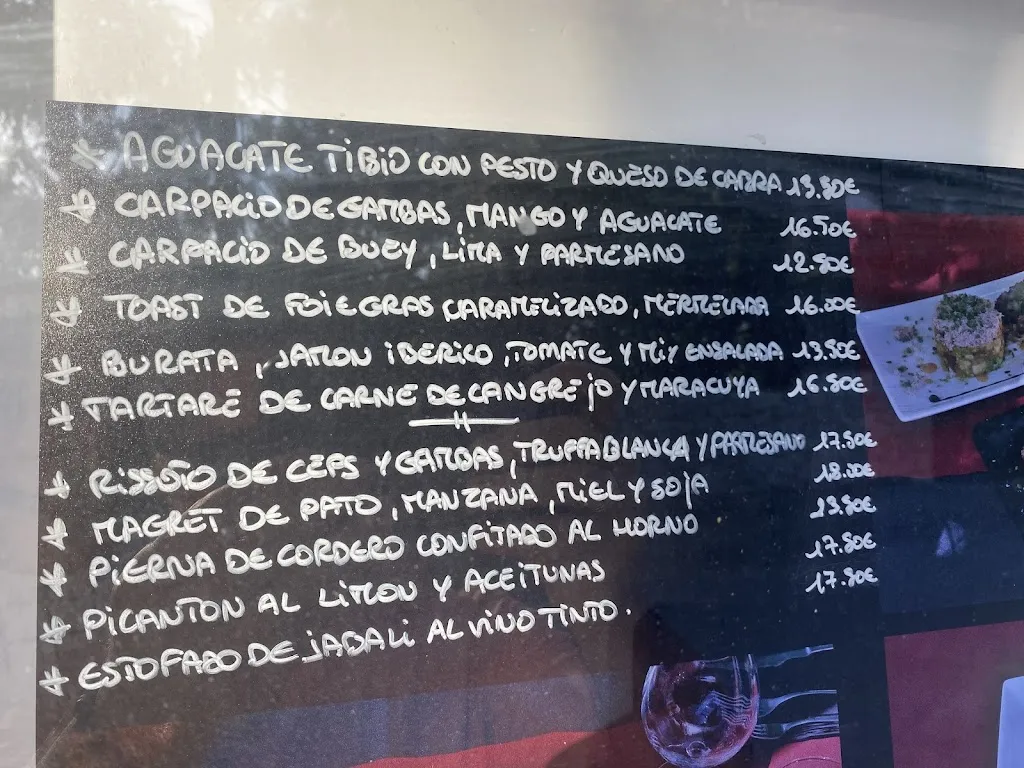 * AGUACATE TIBIO CON PESTO Y QUESO DE CABRA 13.80€
* CARPACIO DE GAMBAS, MANGO Y AGUACATE 16.50€
* CARPACIO DE BUEY, LIMA Y PARMESANO 12.80€
* TOAST DE FOIE GRAS CARAMELIZADO, MERMELADA 16.00€
* BURATA, JAMON IBERICO, TOMATE Y MIX ENSALADA 13.50€
* TARTARE DE CARNE DE CANGREJO Y MARACUYA 16.80€
* RISSOTO DE CEPS Y GAMBAS, TRUFFA BLANCA Y PARMESANO 17.80€
* MAGRET DE PATO, MANZANA, MIEL Y SOJA 18.00€
* PIERNA DE CORDERO CONFITADO AL HORNO 19.80€
* PICANTON AL LIMON Y ACEITUNAS 17.80€
* ESTOFADO DE JABALI AL VINO TINTO. 17.80€